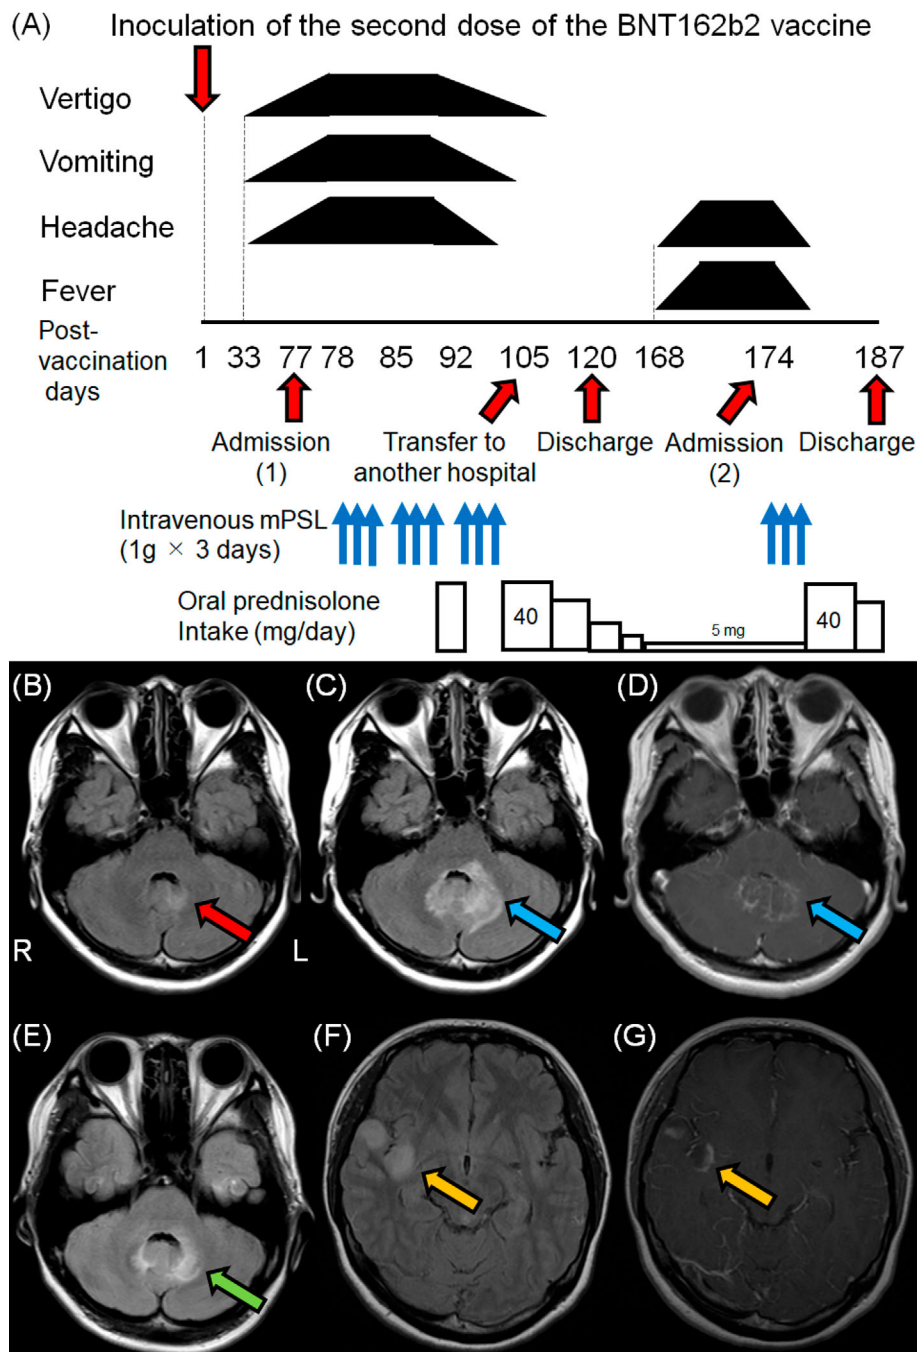 (A) Inoculation of the second dose of the BNT162b2 vaccine
Vertigo
Vomiting
Headache
Fever
Post-
vaccination
days
1 33 77 78 85 92 105 120 168 174 187
Admission
(1)
Transfer to
another hospital
Discharge
Admission
(2)
Discharge
Intravenous mPSL
(1g × 3 days)
Oral prednisolone
Intake (mg/day)
40
5 mg
40
(B)
(C)
(D)
R
L
(E)
(F)
(G)